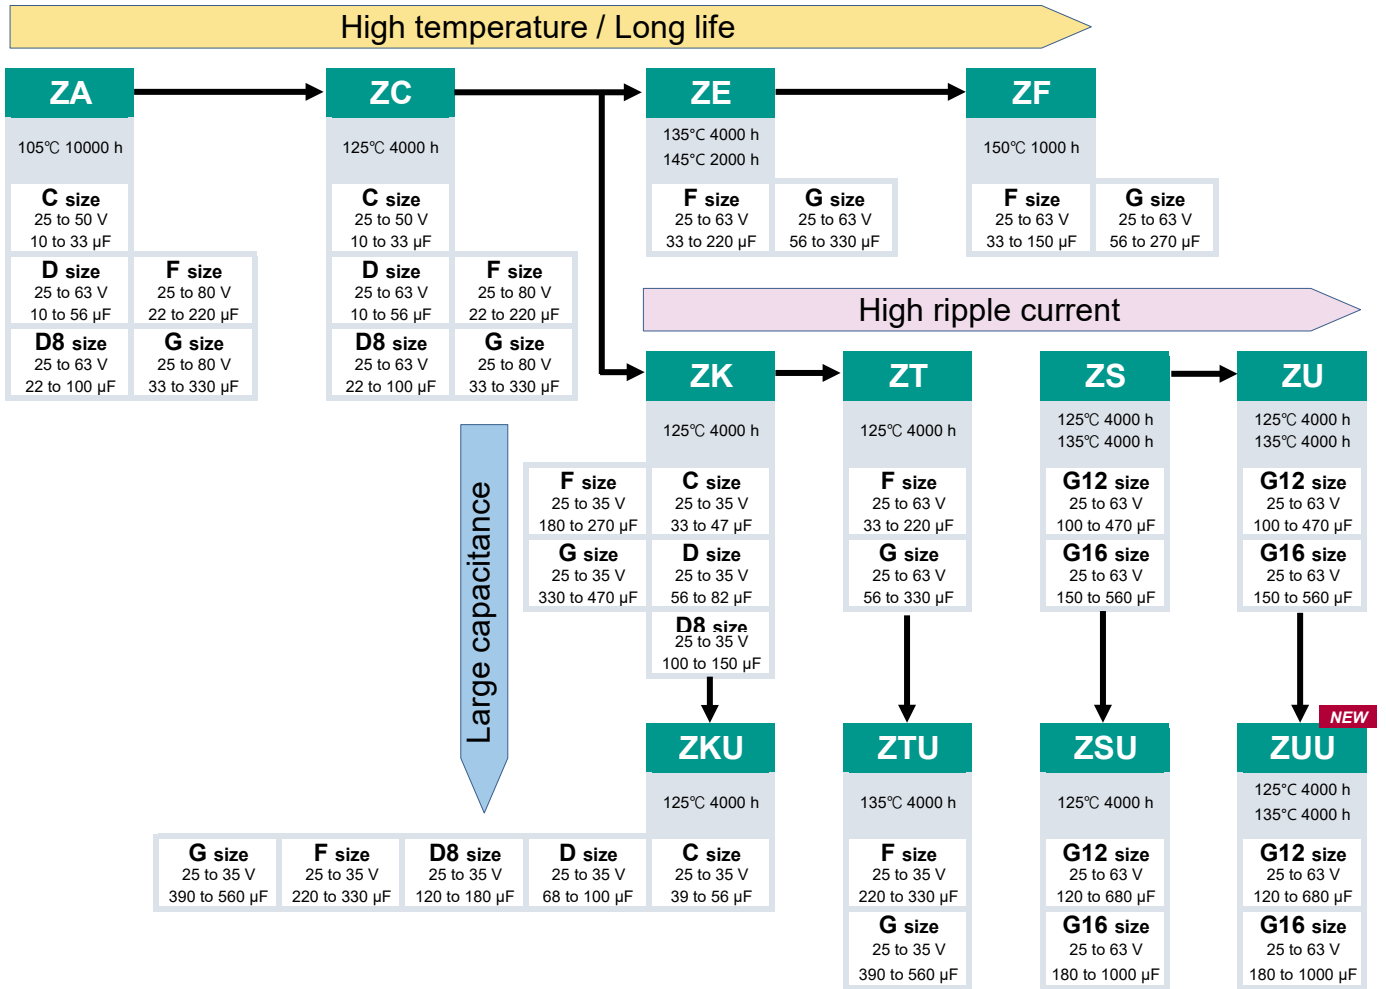 High temperature / Long life
ZA
105℃ 10000 h
C size
25 to 50 V
10 to 33 µF
D size
25 to 63 V
10 to 56 µF
F size
25 to 80 V
22 to 220 µF
D8 size
25 to 63 V
22 to 100 µF
G size
25 to 80 V
33 to 330 µF
ZC
125℃ 4000 h
C size
25 to 50 V
10 to 33 µF
D size
25 to 63 V
10 to 56 µF
F size
25 to 80 V
22 to 220 µF
D8 size
25 to 63 V
22 to 100 µF
G size
25 to 80 V
33 to 330 µF
ZE
135℃ 4000 h
145℃ 2000 h
F size
25 to 63 V
33 to 220 µF
G size
25 to 63 V
56 to 330 µF
ZF
150℃ 1000 h
F size
25 to 63 V
33 to 150 µF
G size
25 to 63 V
56 to 270 µF
High ripple current
Large capacitance
ZK
125℃ 4000 h
F size
25 to 35 V
180 to 270 µF
C size
25 to 35 V
33 to 47 µF
G size
25 to 35 V
330 to 470 µF
D size
25 to 35 V
56 to 82 µF
D8 size
25 to 35 V
100 to 150 µF
ZT
125℃ 4000 h
F size
25 to 63 V
33 to 220 µF
G size
25 to 63 V
56 to 330 µF
ZS
125℃ 4000 h
135℃ 4000 h
G12 size
25 to 63 V
100 to 470 µF
G16 size
25 to 63 V
150 to 560 µF
ZU
125℃ 4000 h
135℃ 4000 h
G12 size
25 to 63 V
100 to 470 µF
G16 size
25 to 63 V
150 to 560 µF
ZKU
125℃ 4000 h
G size
25 to 35 V
390 to 560 µF
F size
25 to 35 V
220 to 330 µF
D8 size
25 to 35 V
120 to 180 µF
D size
25 to 35 V
68 to 100 µF
C size
25 to 35 V
39 to 56 µF
ZTU
135℃ 4000 h
F size
25 to 35 V
220 to 330 µF
G size
25 to 35 V
390 to 560 µF
ZSU
125℃ 4000 h
G12 size
25 to 63 V
120 to 680 µF
G16 size
25 to 63 V
180 to 1000 µF
NEW
ZUU
125℃ 4000 h
135℃ 4000 h
G12 size
25 to 63 V
120 to 680 µF
G16 size
25 to 63 V
180 to 1000 µF